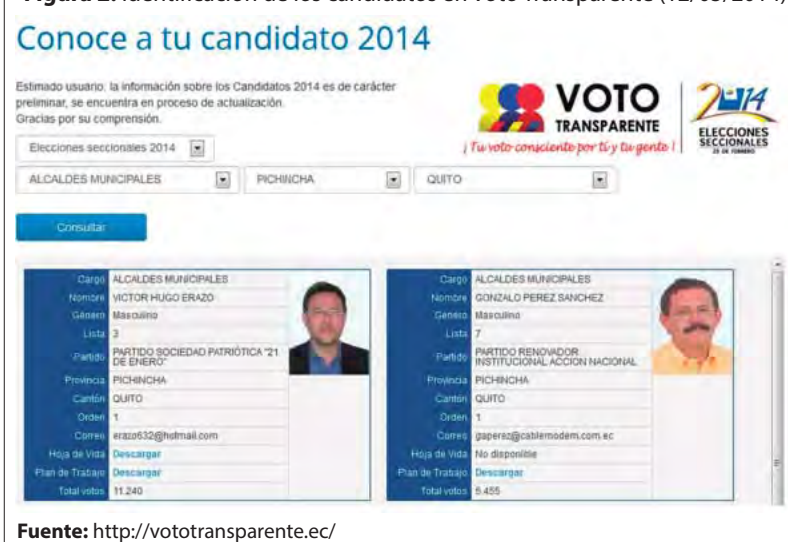 Conoce a tu candidato 2014
Estimado usuario: la información sobre los Candidatos 2014 es de carácter
preliminar, se encuentra en proceso de actualización.
Gracias por su comprensión.
VOTO
TRANSPARENTE
¡ Tu voto consciente por tí y tu gente !
2014
ELECCIONES
SECCIONALES
23 DE FEBRERO
Elecciones seccionales 2014
ALCALDES MUNICIPALES PICHINCHA QUITO
Consultar
Cargo ALCALDES MUNICIPALES
Nombre VICTOR HUGO ERAZO
Género Masculino
Lista 3
Partido PARTIDO SOCIEDAD PATRIÓTICA "21
DE ENERO"
Provincia PICHINCHA
Cantón QUITO
Orden 1
Correo erazo632@hotmail.com
Hoja de Vida Descargar
Plan de Trabajo Descargar
Total votos 11.240
Cargo ALCALDES MUNICIPALES
Nombre GONZALO PEREZ SANCHEZ
Género Masculino
Lista 7
Partido PARTIDO RENOVADOR
INSTITUCIONAL ACCION NACIONAL
Provincia PICHINCHA
Cantón QUITO
Orden 1
Correo gaperez@cablemodem.com.ec
Hoja de Vida No disponible
Plan de Trabajo Descargar
Total votos 5.455
Fuente: http://vototransparente.ec/